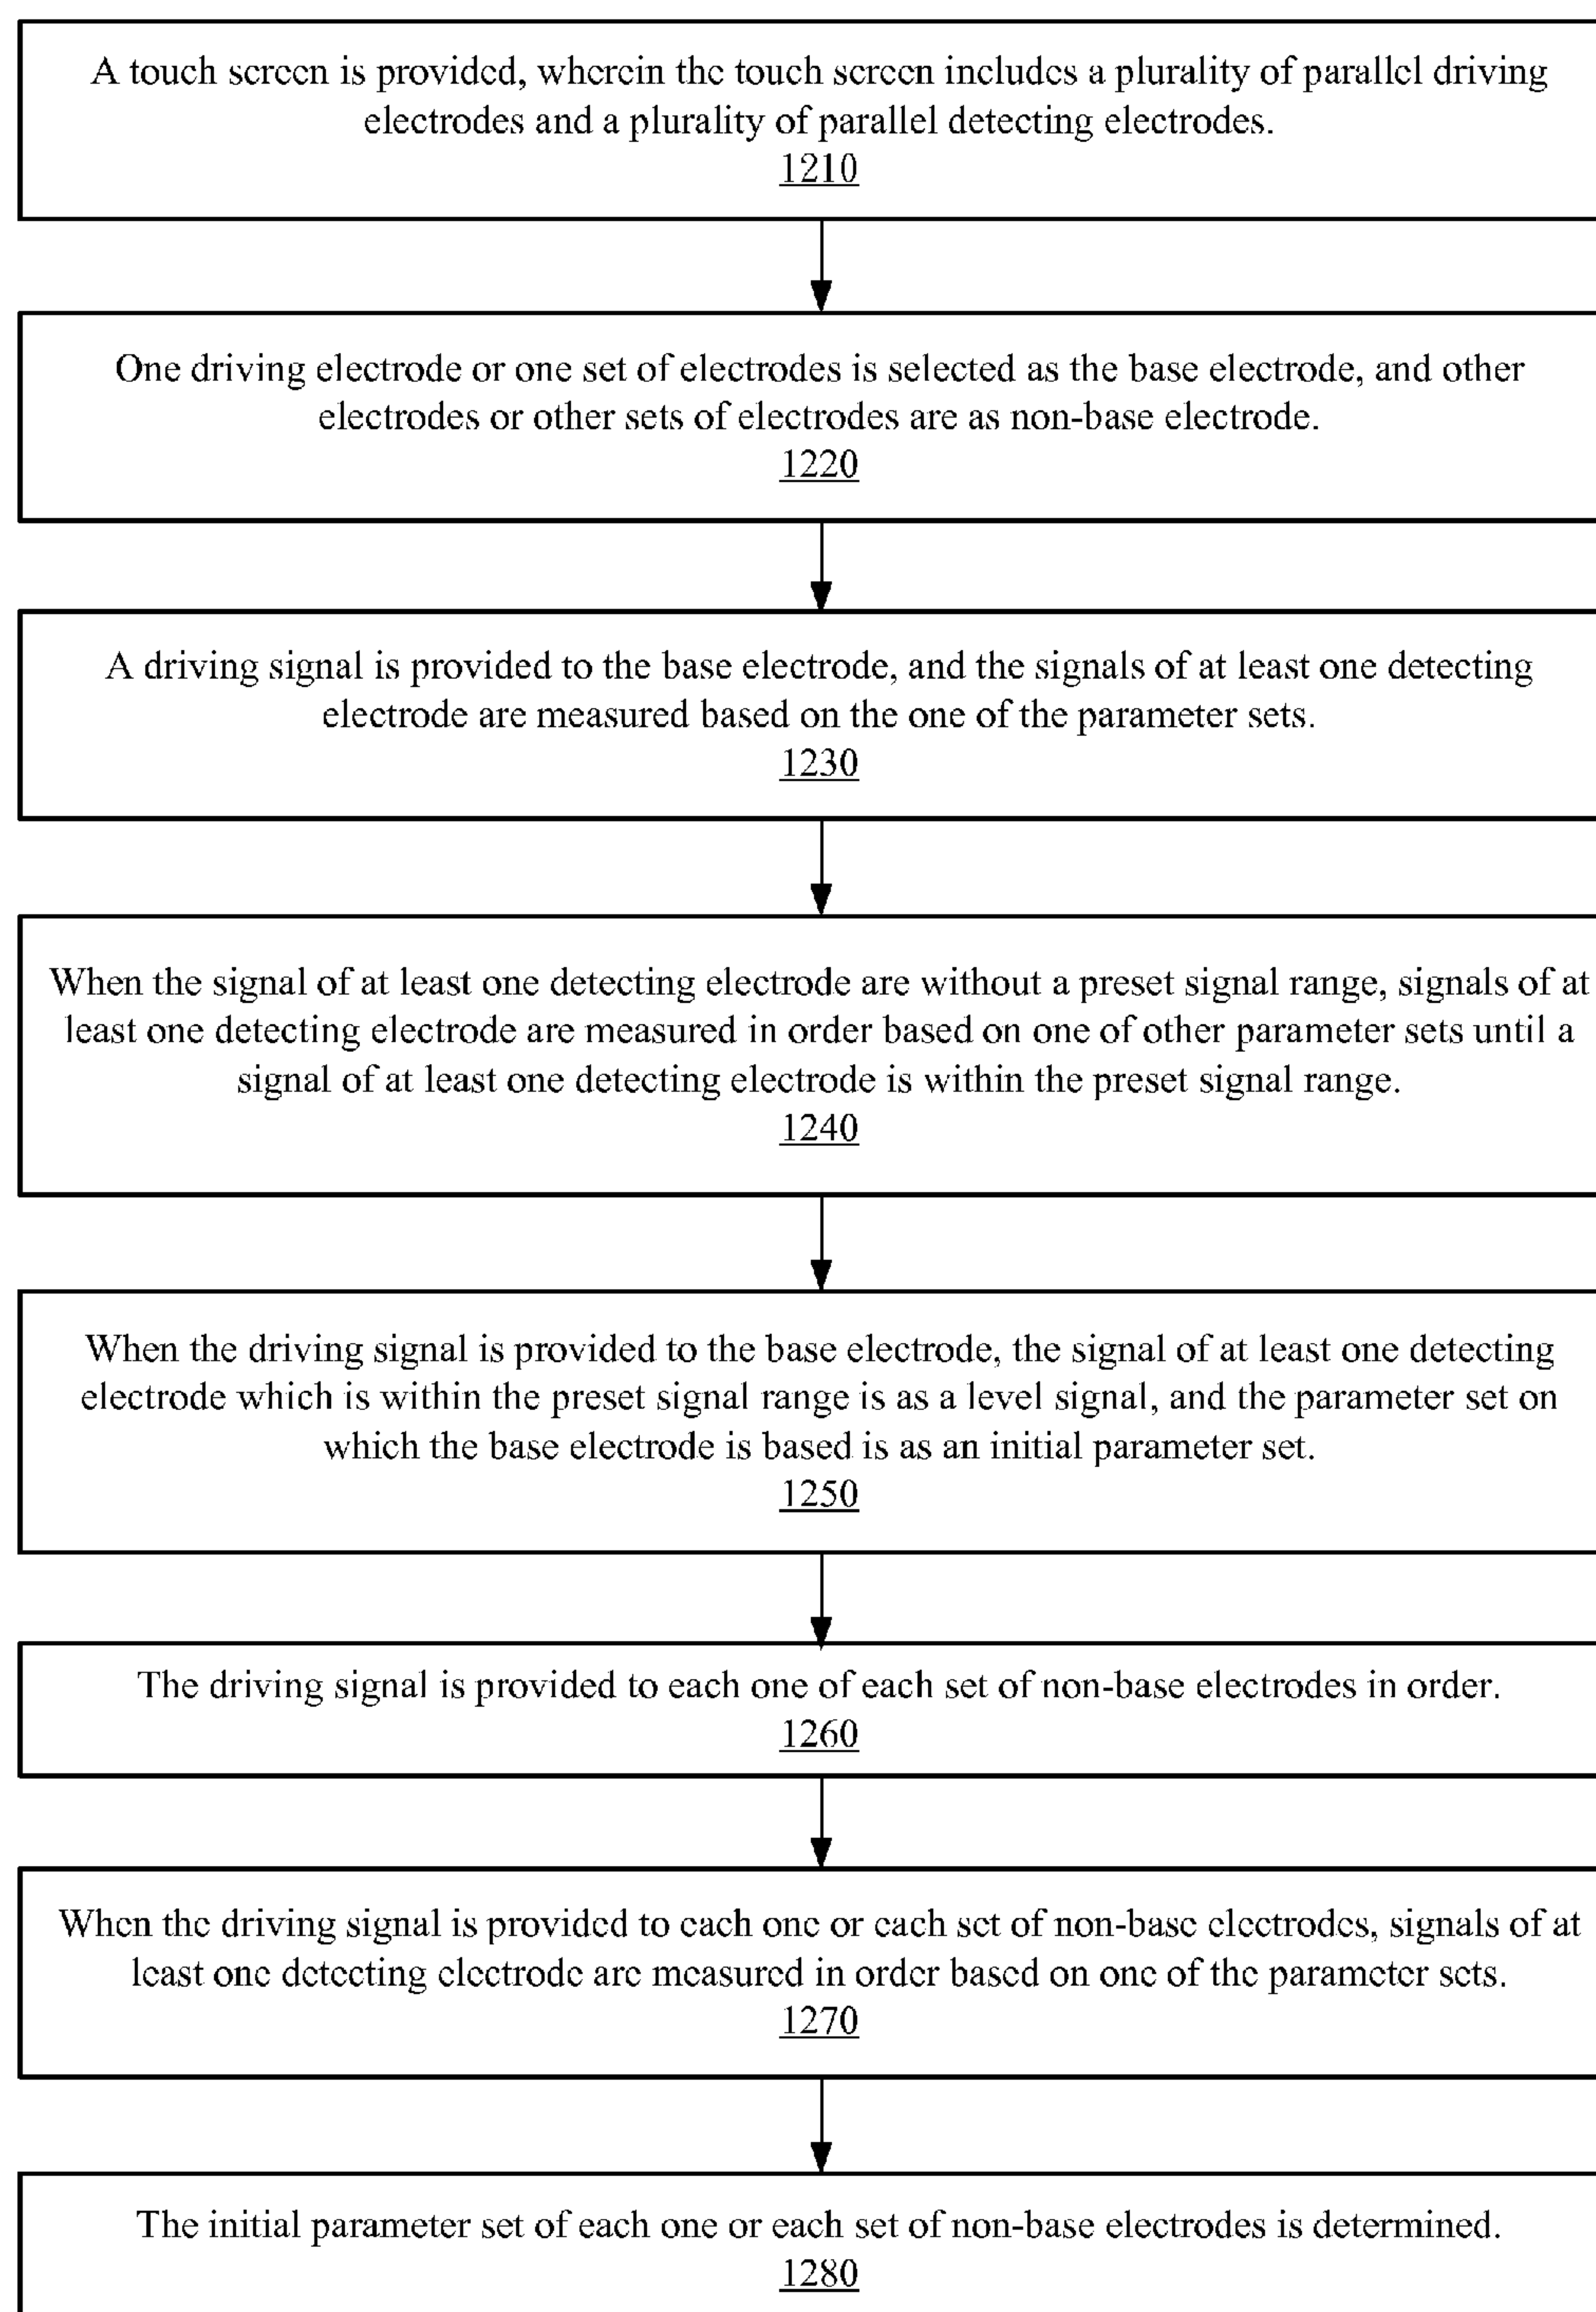 A touch screen is provided, wherein the touch screen includes a plurality of parallel driving
electrodes and a plurality of parallel detecting electrodes.
1210
One driving electrode or one set of electrodes is selected as the base electrode, and other
electrodes or other sets of electrodes are as non-base electrode.
1220
A driving signal is provided to the base electrode, and the signals of at least one detecting
electrode are measured based on the one of the parameter sets.
1230
When the signal of at least one detecting electrode are without a preset signal range, signals of at
least one detecting electrode are measured in order based on one of other parameter sets until a
signal of at least one detecting electrode is within the preset signal range.
1240
When the driving signal is provided to the base electrode, the signal of at least one detecting
electrode which is within the preset signal range is as a level signal, and the parameter set on
which the base electrode is based is as an initial parameter set.
1250
The driving signal is provided to each one of each set of non-base electrodes in order.
1260
When the driving signal is provided to each one or each set of non-base electrodes, signals of at
least one detecting electrode are measured in order based on one of the parameter sets.
1270
The initial parameter set of each one or each set of non-base electrodes is determined.
1280